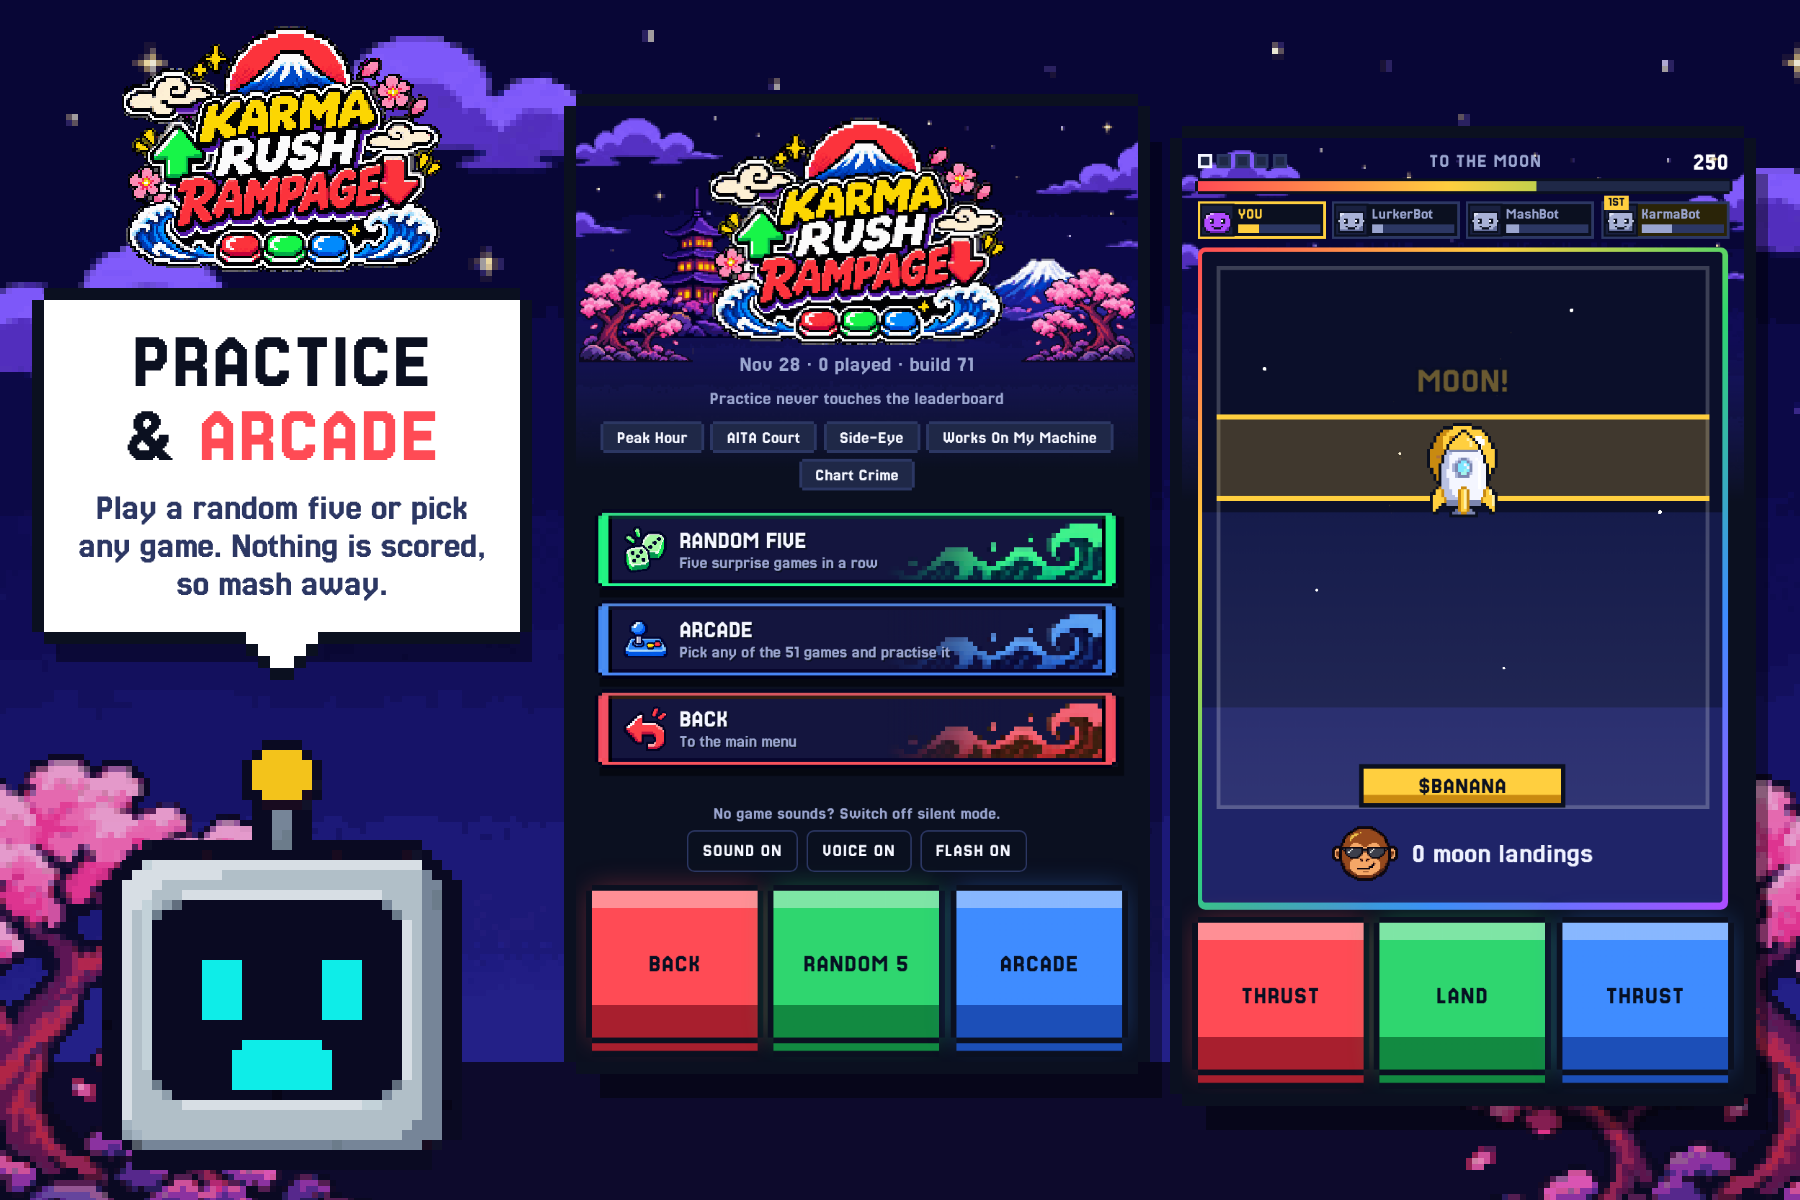 KARMA
RUSH
RAMPAGE
PRACTICE
& ARCADE
Play a random five or pick
any game. Nothing is scored,
so mash away.
KARMA
RUSH
RAMPAGE
Nov 28 · 0 played · build 71
Practice never touches the leaderboard
Peak Hour
AITA Court
Side-Eye
Works On My Machine
Chart Crime
RANDOM FIVE
Five surprise games in a row
ARCADE
Pick any of the 51 games and practise it
BACK
To the main menu
No game sounds? Switch off silent mode.
SOUND ON
VOICE ON
FLASH ON
BACK
RANDOM 5
ARCADE
TO THE MOON
250
YOU
LurkerBot
MashBot
1ST
KarmaBot
MOON!
$BANANA
0 moon landings
THRUST
LAND
THRUST